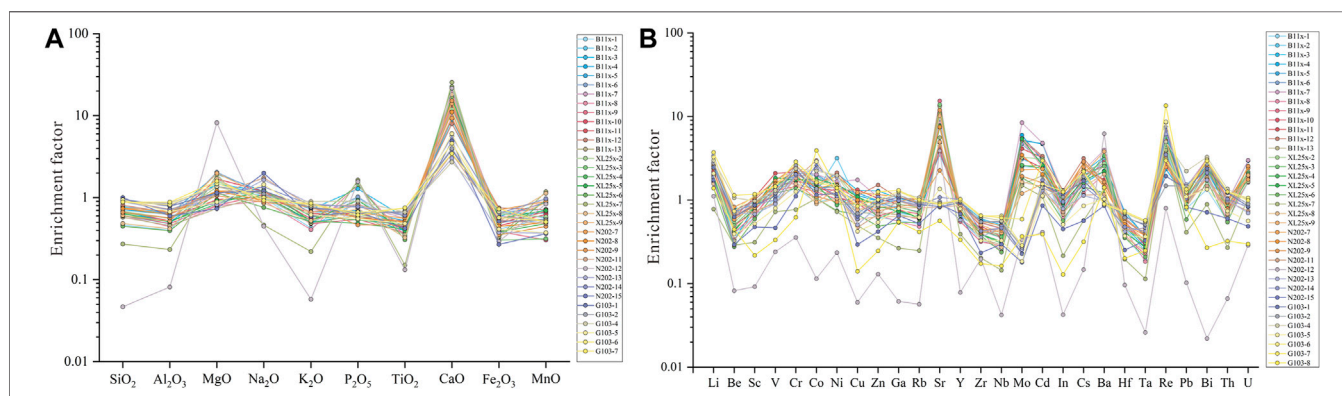 A
Enrichment factor
100
10
1
0.1
0.01
SiO₂ Al₂O₃ MgO Na₂O K₂O P₂O₅ TiO₂ CaO Fe₂O₃ MnO
B11x-1
B11x-2
B11x-3
B11x-4
B11x-5
B11x-6
B11x-7
B11x-8
B11x-9
B11x-10
B11x-11
B11x-12
B11x-13
XL25x-2
XL25x-3
XL25x-4
XL25x-5
XL25x-6
XL25x-7
XL25x-8
XL25x-9
N202-7
N202-8
N202-9
N202-11
N202-12
N202-13
N202-14
N202-15
G103-1
G103-2
G103-4
G103-5
G103-6
G103-7
B
Enrichment factor
100
10
1
0.1
0.01
Li Be Sc V Cr Co Ni Cu Zn Ga Rb Sr Y Zr Nb Mo Cd In Cs Ba Hf Ta Re Pb Bi Th U
B11x-1
B11x-2
B11x-3
B11x-4
B11x-5
B11x-6
B11x-7
B11x-8
B11x-9
B11x-10
B11x-11
B11x-12
B11x-13
XL25x-2
XL25x-3
XL25x-4
XL25x-5
XL25x-6
XL25x-7
XL25x-8
XL25x-9
N202-7
N202-8
N202-9
N202-11
N202-12
N202-13
N202-14
N202-15
G103-1
G103-2
G103-4
G103-5
G103-6
G103-7
G103-8